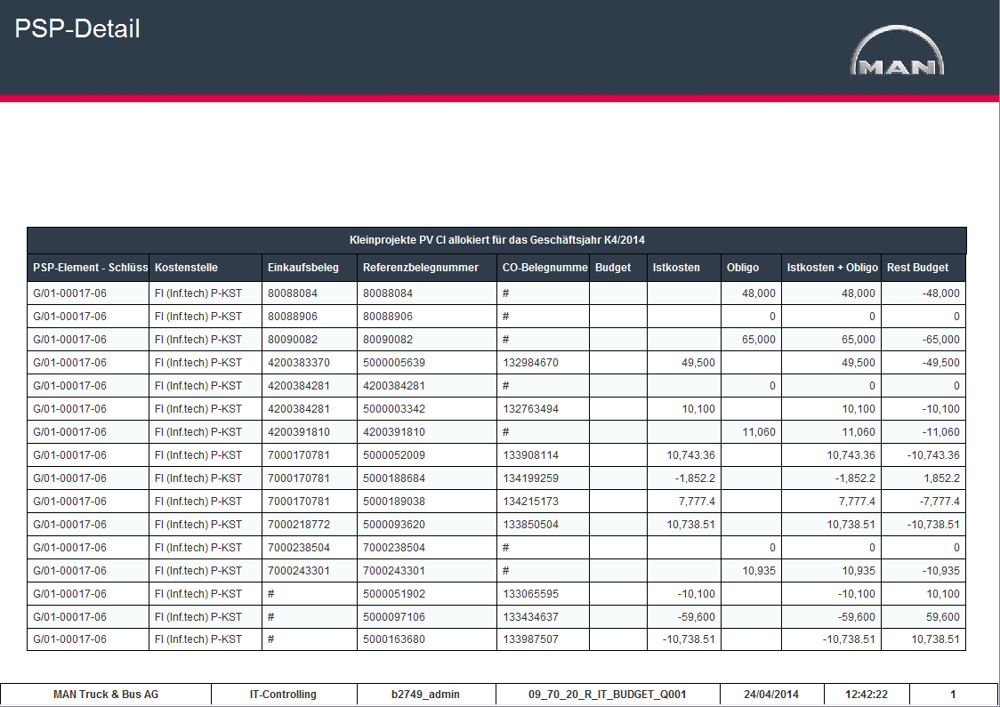 PSP-Detail
MAN
Kleinprojekte PV CI allokiert für das Geschäftsjahr K4/2014
PSP-Element - Schlüss Kostenstelle Einkaufsbeleg Referenzbelegnummer CO-Belegnumme Budget Istkosten Obligo Istkosten + Obligo Rest Budget
G/01-00017-06 FI (Inf.tech) P-KST 80088084 80088084 # 48,000 48,000 -48,000
G/01-00017-06 FI (Inf.tech) P-KST 80088906 80088906 # 0 0 0
G/01-00017-06 FI (Inf.tech) P-KST 80090082 80090082 # 65,000 65,000 -65,000
G/01-00017-06 FI (Inf.tech) P-KST 4200383370 5000005639 132984670 49,500 49,500 -49,500
G/01-00017-06 FI (Inf.tech) P-KST 4200384281 4200384281 # 0 0 0
G/01-00017-06 FI (Inf.tech) P-KST 4200384281 5000003342 132763494 10,100 10,100 -10,100
G/01-00017-06 FI (Inf.tech) P-KST 4200391810 4200391810 # 11,060 11,060 -11,060
G/01-00017-06 FI (Inf.tech) P-KST 7000170781 5000052009 133908114 10,743.36 10,743.36 -10,743.36
G/01-00017-06 FI (Inf.tech) P-KST 7000170781 5000188684 134199259 -1,852.2 -1,852.2 1,852.2
G/01-00017-06 FI (Inf.tech) P-KST 7000170781 5000189038 134215173 7,777.4 7,777.4 -7,777.4
G/01-00017-06 FI (Inf.tech) P-KST 7000218772 5000093620 133850504 10,738.51 10,738.51 -10,738.51
G/01-00017-06 FI (Inf.tech) P-KST 7000238504 7000238504 # 0 0 0
G/01-00017-06 FI (Inf.tech) P-KST 7000243301 7000243301 # 10,935 10,935 -10,935
G/01-00017-06 FI (Inf.tech) P-KST # 5000051902 133065595 -10,100 -10,100 10,100
G/01-00017-06 FI (Inf.tech) P-KST # 5000097106 133434637 -59,600 -59,600 59,600
G/01-00017-06 FI (Inf.tech) P-KST # 5000163680 133987507 -10,738.51 -10,738.51 10,738.51
MAN Truck & Bus AG IT-Controlling b2749_admin 09_70_20_R_IT_BUDGET_Q001 24/04/2014 12:42:22 1